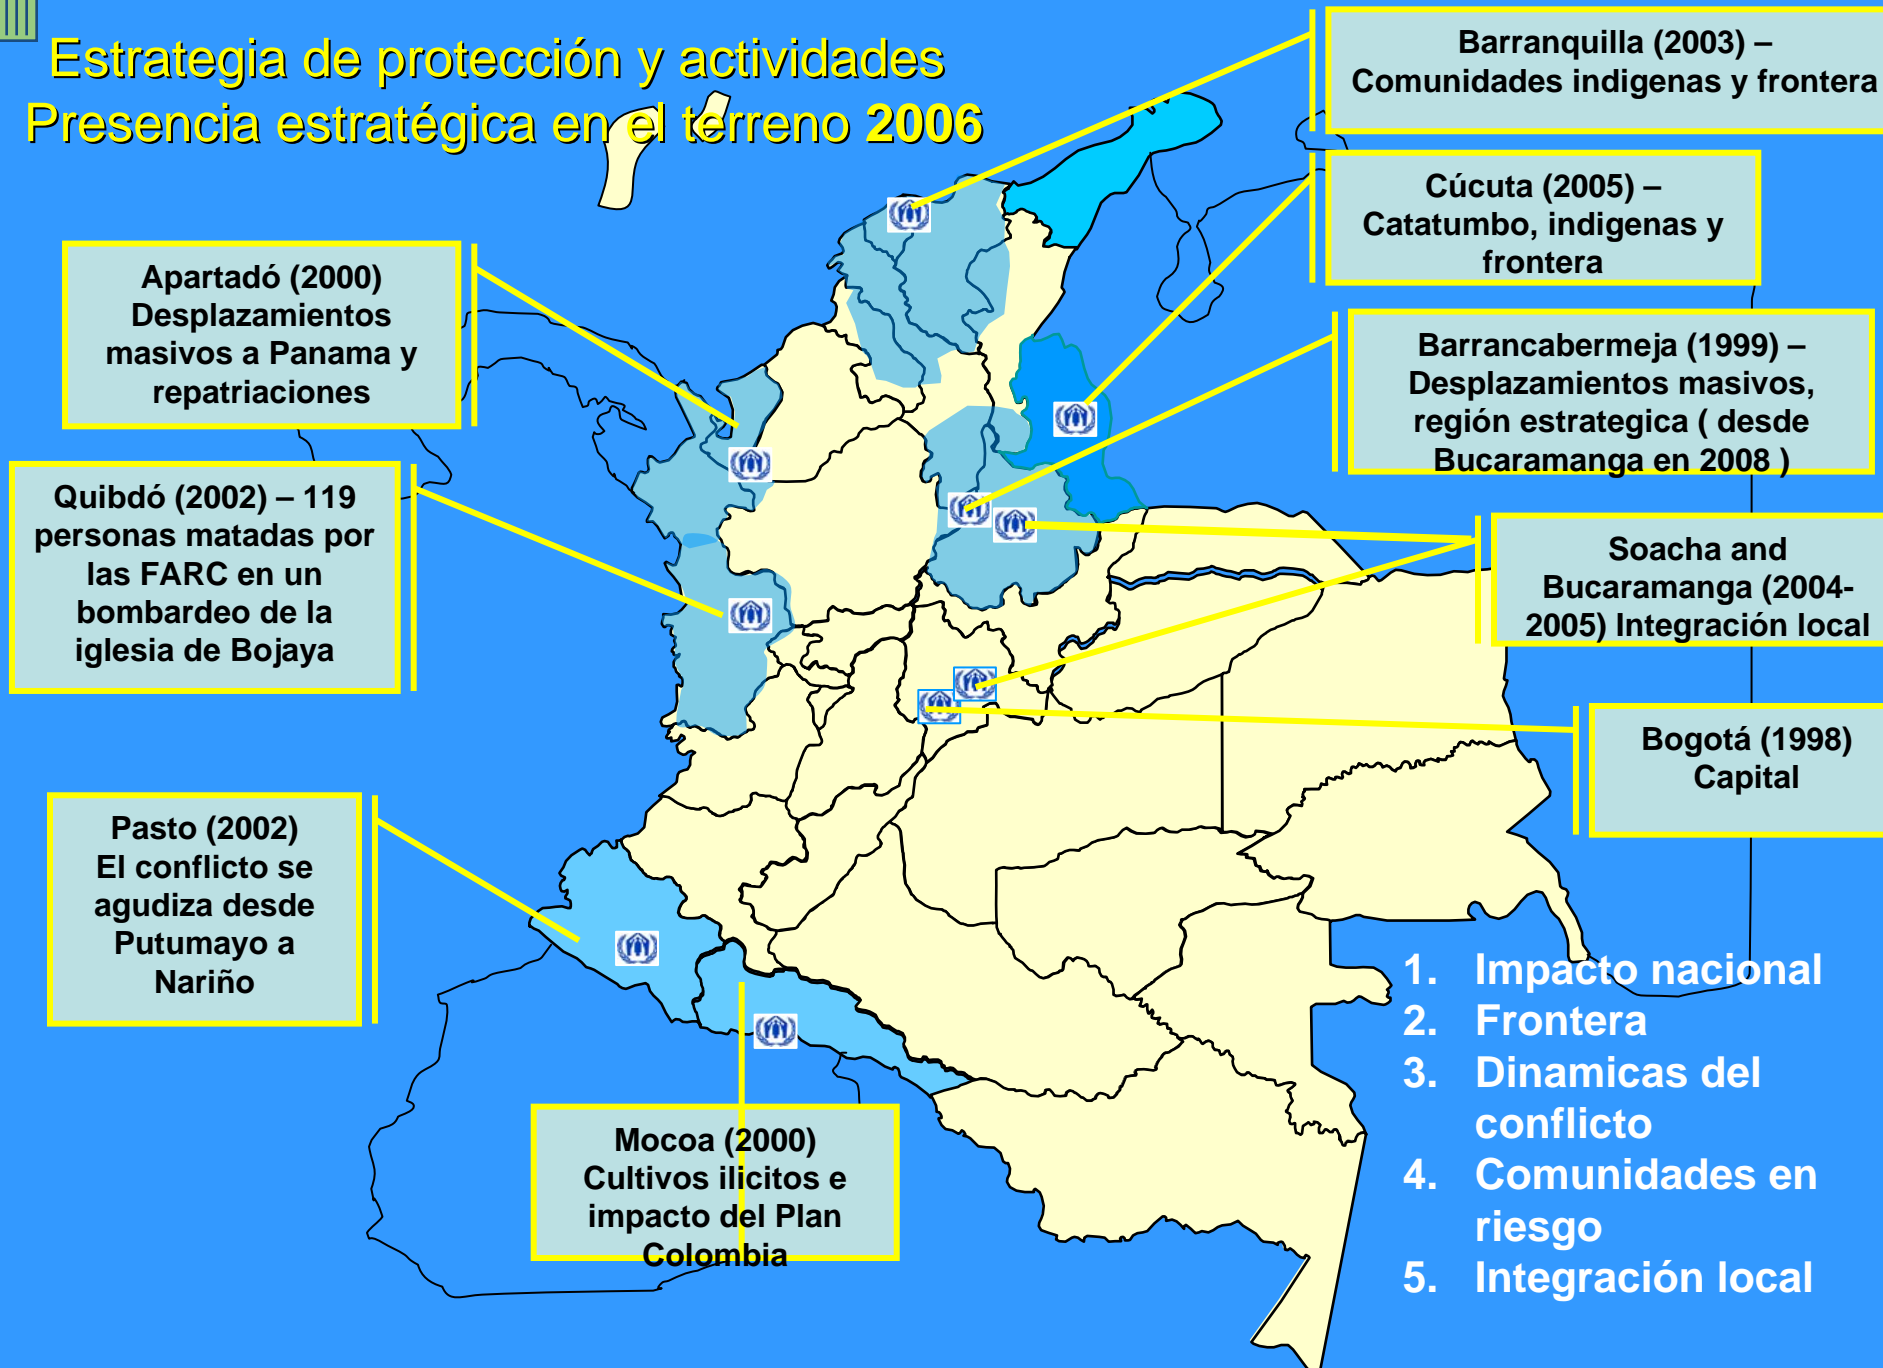 Estrategia de protección y actividades
Presencia estratégica en el terreno 2006
Barranquilla (2003) –
Comunidades indigenas y frontera
Cúcuta (2005) –
Catatumbo, indigenas y
frontera
Apartadó (2000)
Desplazamientos
masivos a Panama y
repatriaciones
Barrancabermeja (1999) –
Desplazamientos masivos,
región estrategica ( desde
Bucaramanga en 2008 )
Quibdó (2002) – 119
personas matadas por
las FARC en un
bombardeo de la
iglesia de Bojaya
Soacha and
Bucaramanga (2004-
2005) Integración local
Bogotá (1998)
Capital
Pasto (2002)
El conflicto se
agudiza desde
Putumayo a
Nariño
Mocoa (2000)
Cultivos ilicitos e
impacto del Plan
Colombia
1. Impacto nacional
2. Frontera
3. Dinamicas del
conflicto
4. Comunidades en
riesgo
5. Integración local